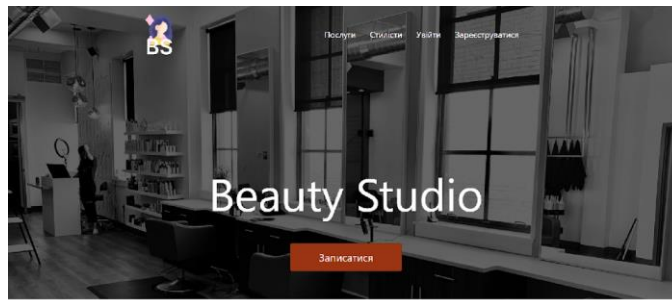 BS
Послуги Стилісти Увійти Зареєструватися
Beauty Studio
Записатися